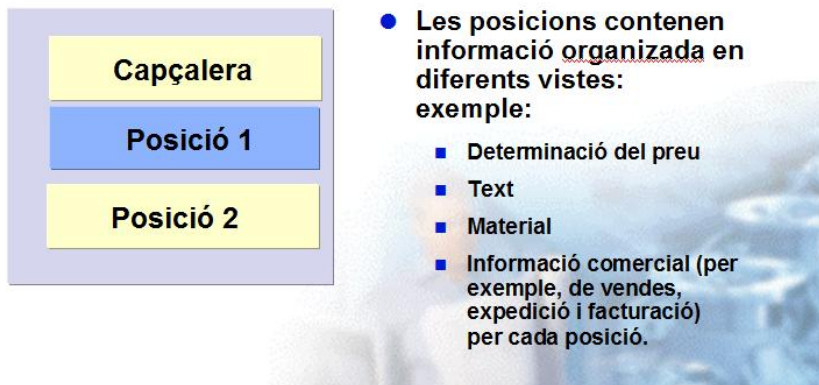 Capçalera
Posició 1
Posició 2
Les posicions contenen
informació organizada en
diferents vistes:
exemple:
Determinació del preu
Text
Material
Informació comercial (per
exemple, de vendes,
expedició i facturació)
per cada posició.